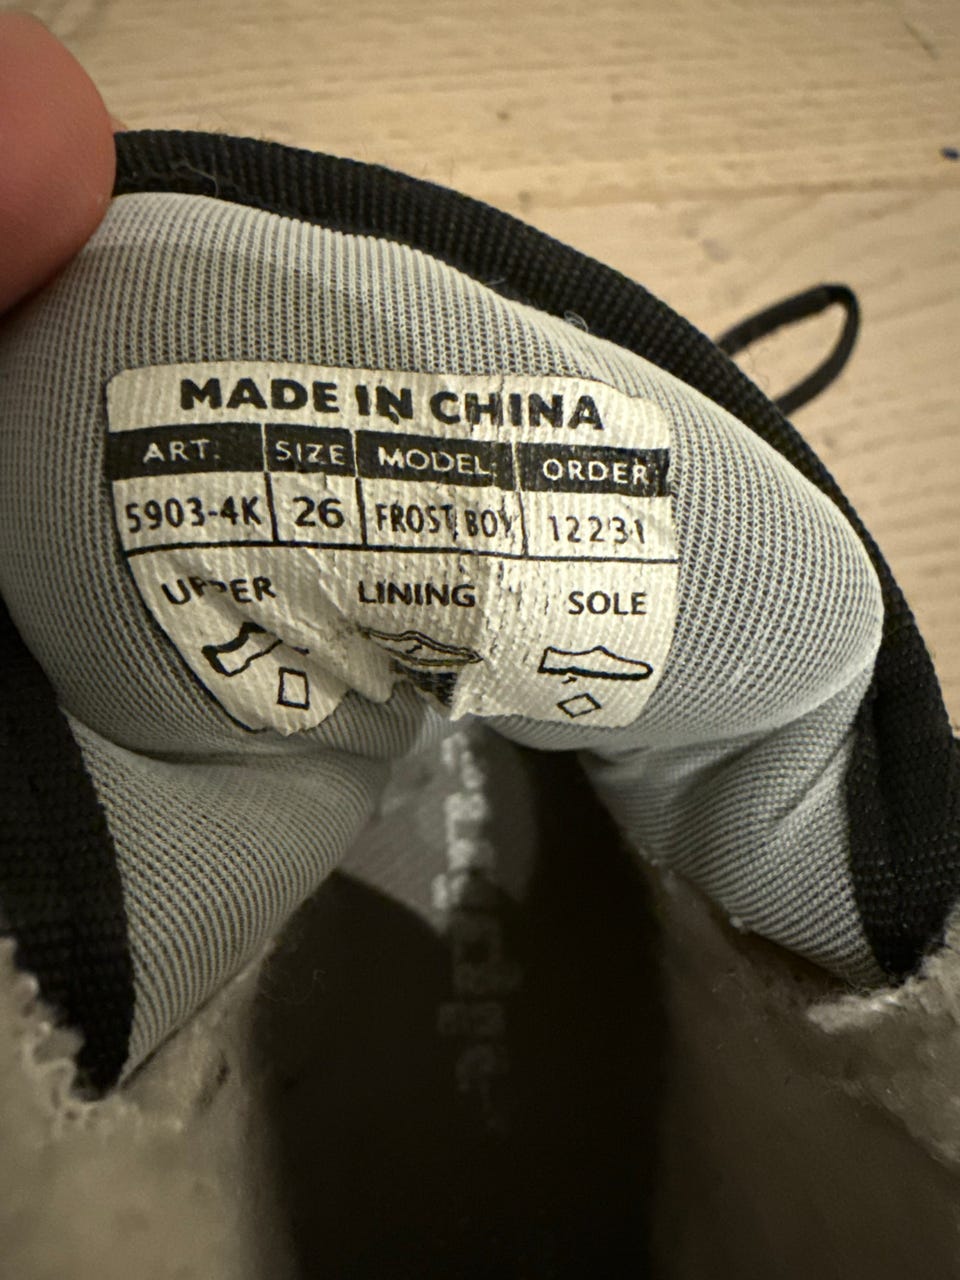 MADE IN CHINA
ART: SIZE MODEL: ORDER:
5903-4K 26 FROST BOY 12231
UPPER LINING SOLE